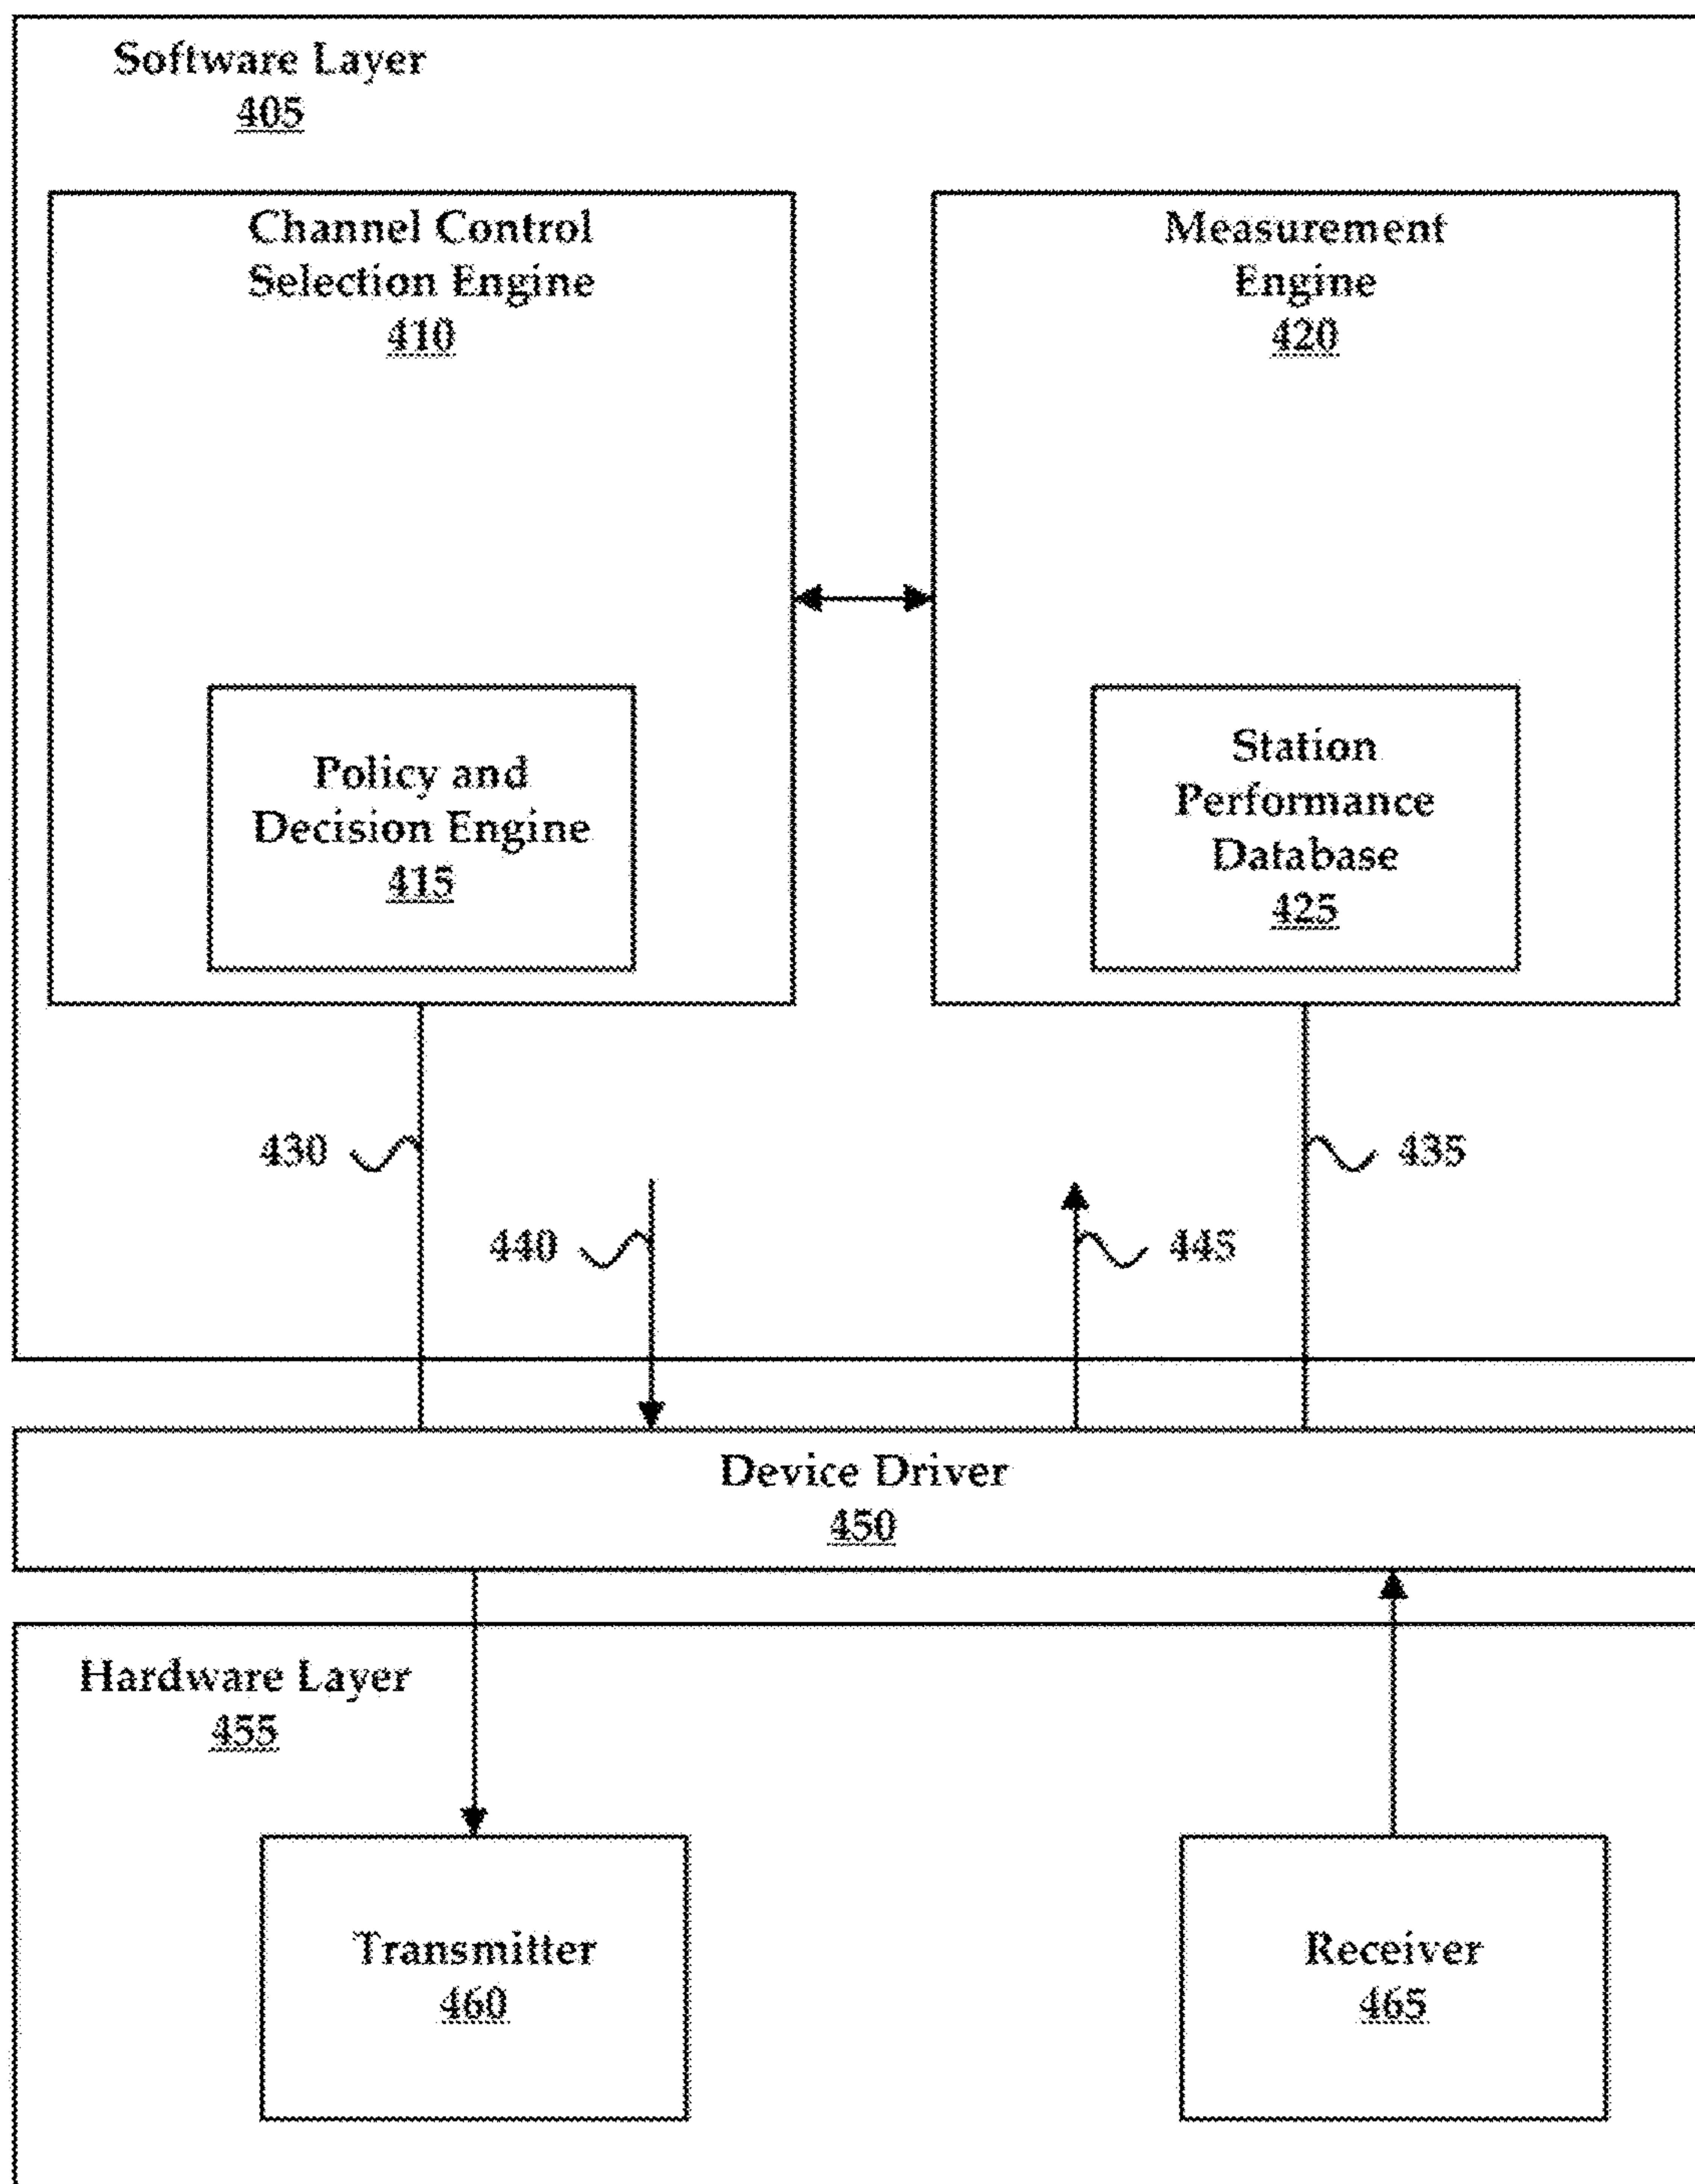 Software Layer
405
Channel Control
Selection Engine
410
Measurement
Engine
420
Policy and
Decision Engine
415
Station
Performance
Database
425
430
435
440
445
Device Driver
450
Hardware Layer
455
Transmitter
460
Receiver
465